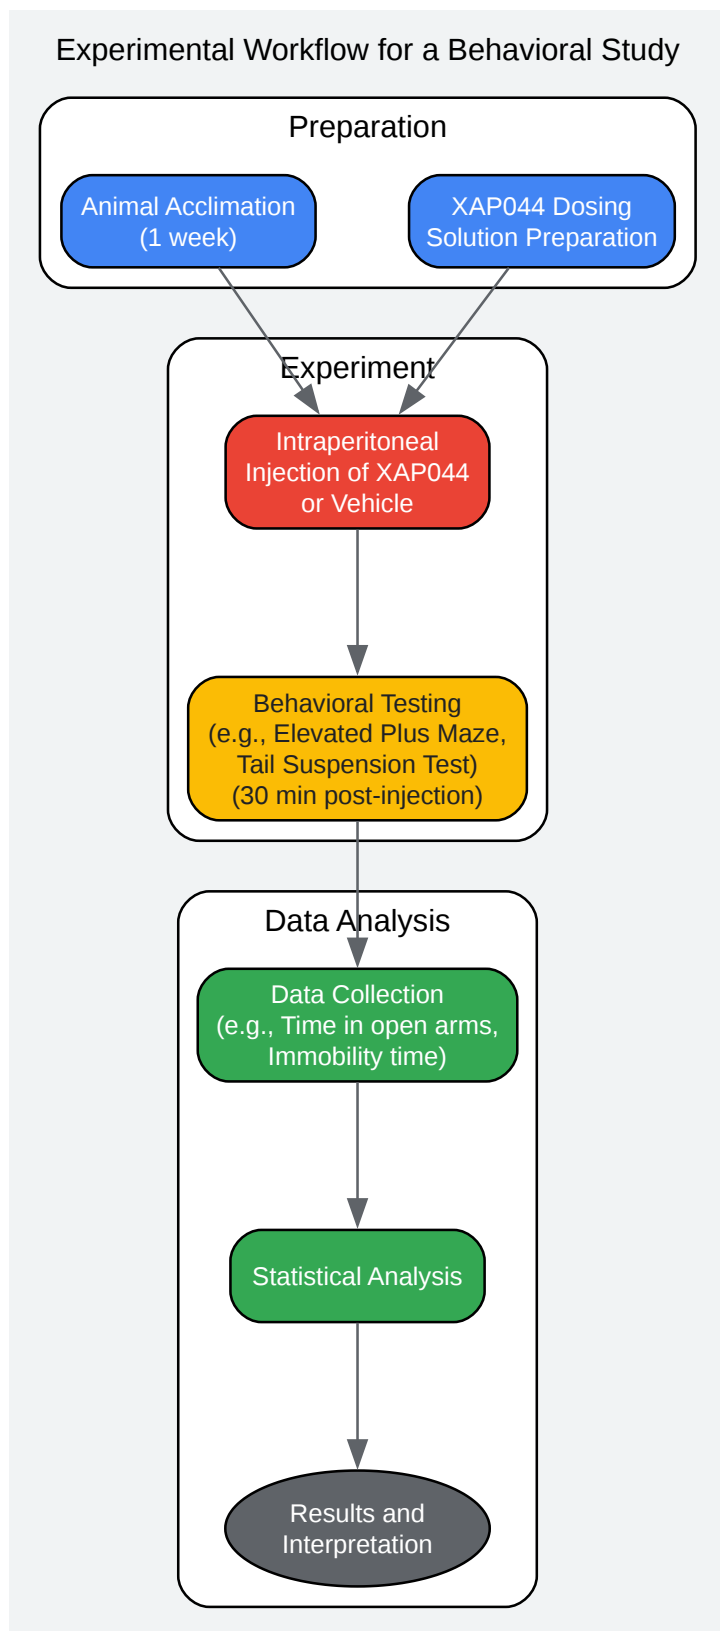 Experimental Workflow for a Behavioral Study
Preparation
Animal Acclimation
(1 week)
XAP044 Dosing
Solution Preparation
Experiment
Intraperitoneal
Injection of XAP044
or Vehicle
Behavioral Testing
(e.g., Elevated Plus Maze,
Tail Suspension Test)
(30 min post-injection)
Data Analysis
Data Collection
(e.g., Time in open arms,
Immobility time)
Statistical Analysis
Results and
Interpretation